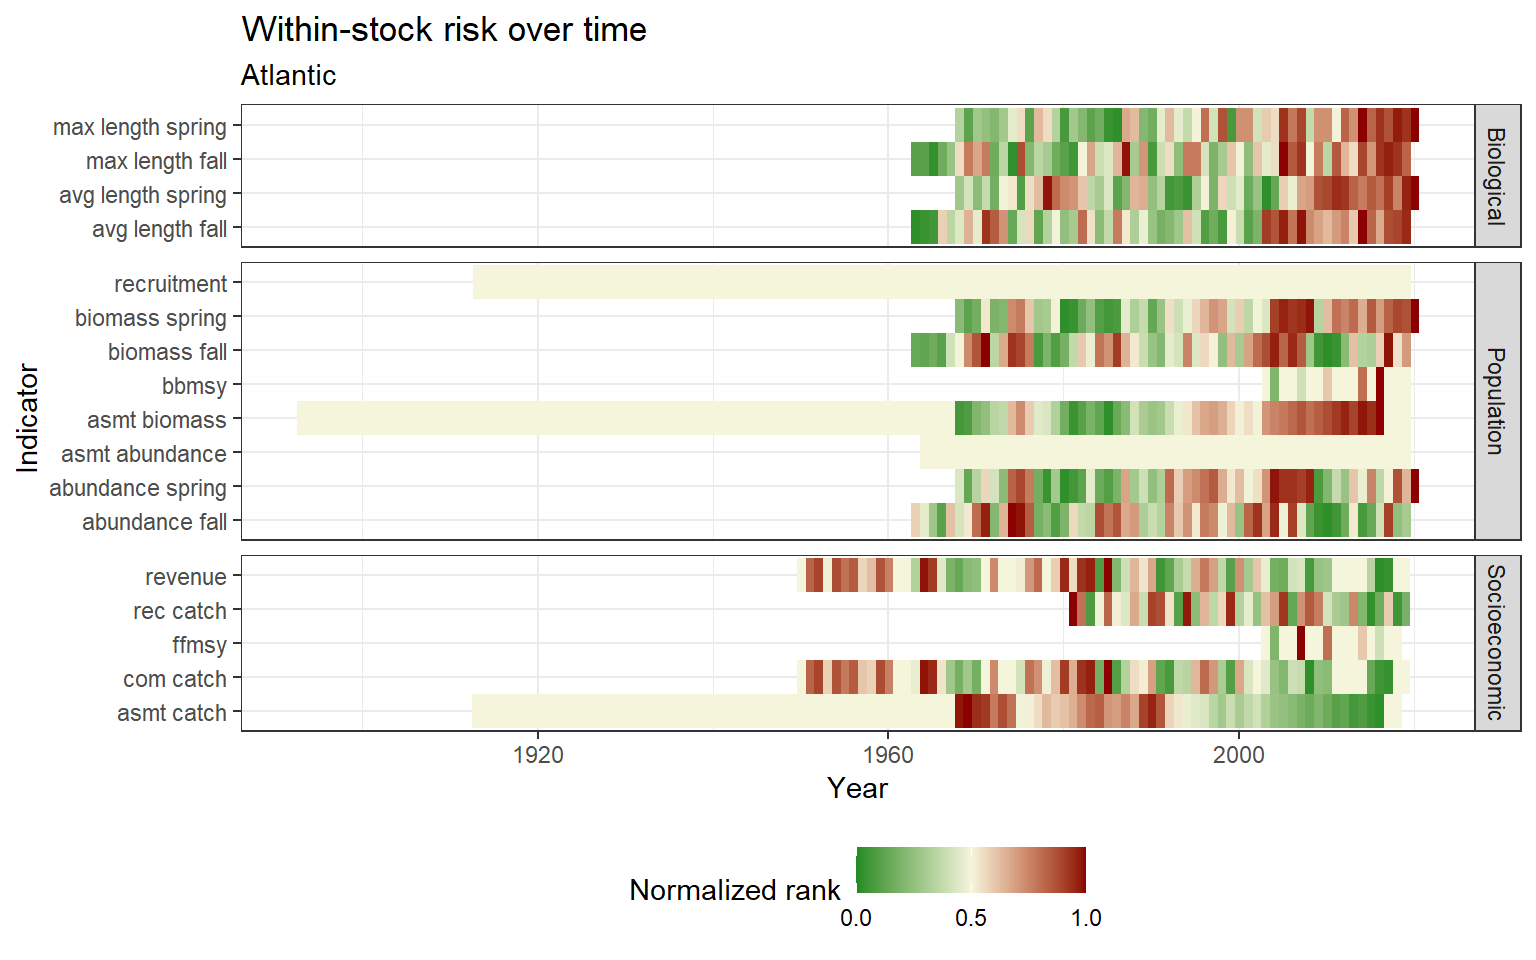 Within-stock risk over time
Atlantic
Indicator
max length spring
max length fall
avg length spring
avg length fall
Biological
recruitment
biomass spring
biomass fall
bbmsy
asmt biomass
asmt abundance
abundance spring
abundance fall
Population
revenue
rec catch
ffmsy
com catch
asmt catch
Socioeconomic
1920 1960 2000
Year
Normalized rank
0.0 0.5 1.0